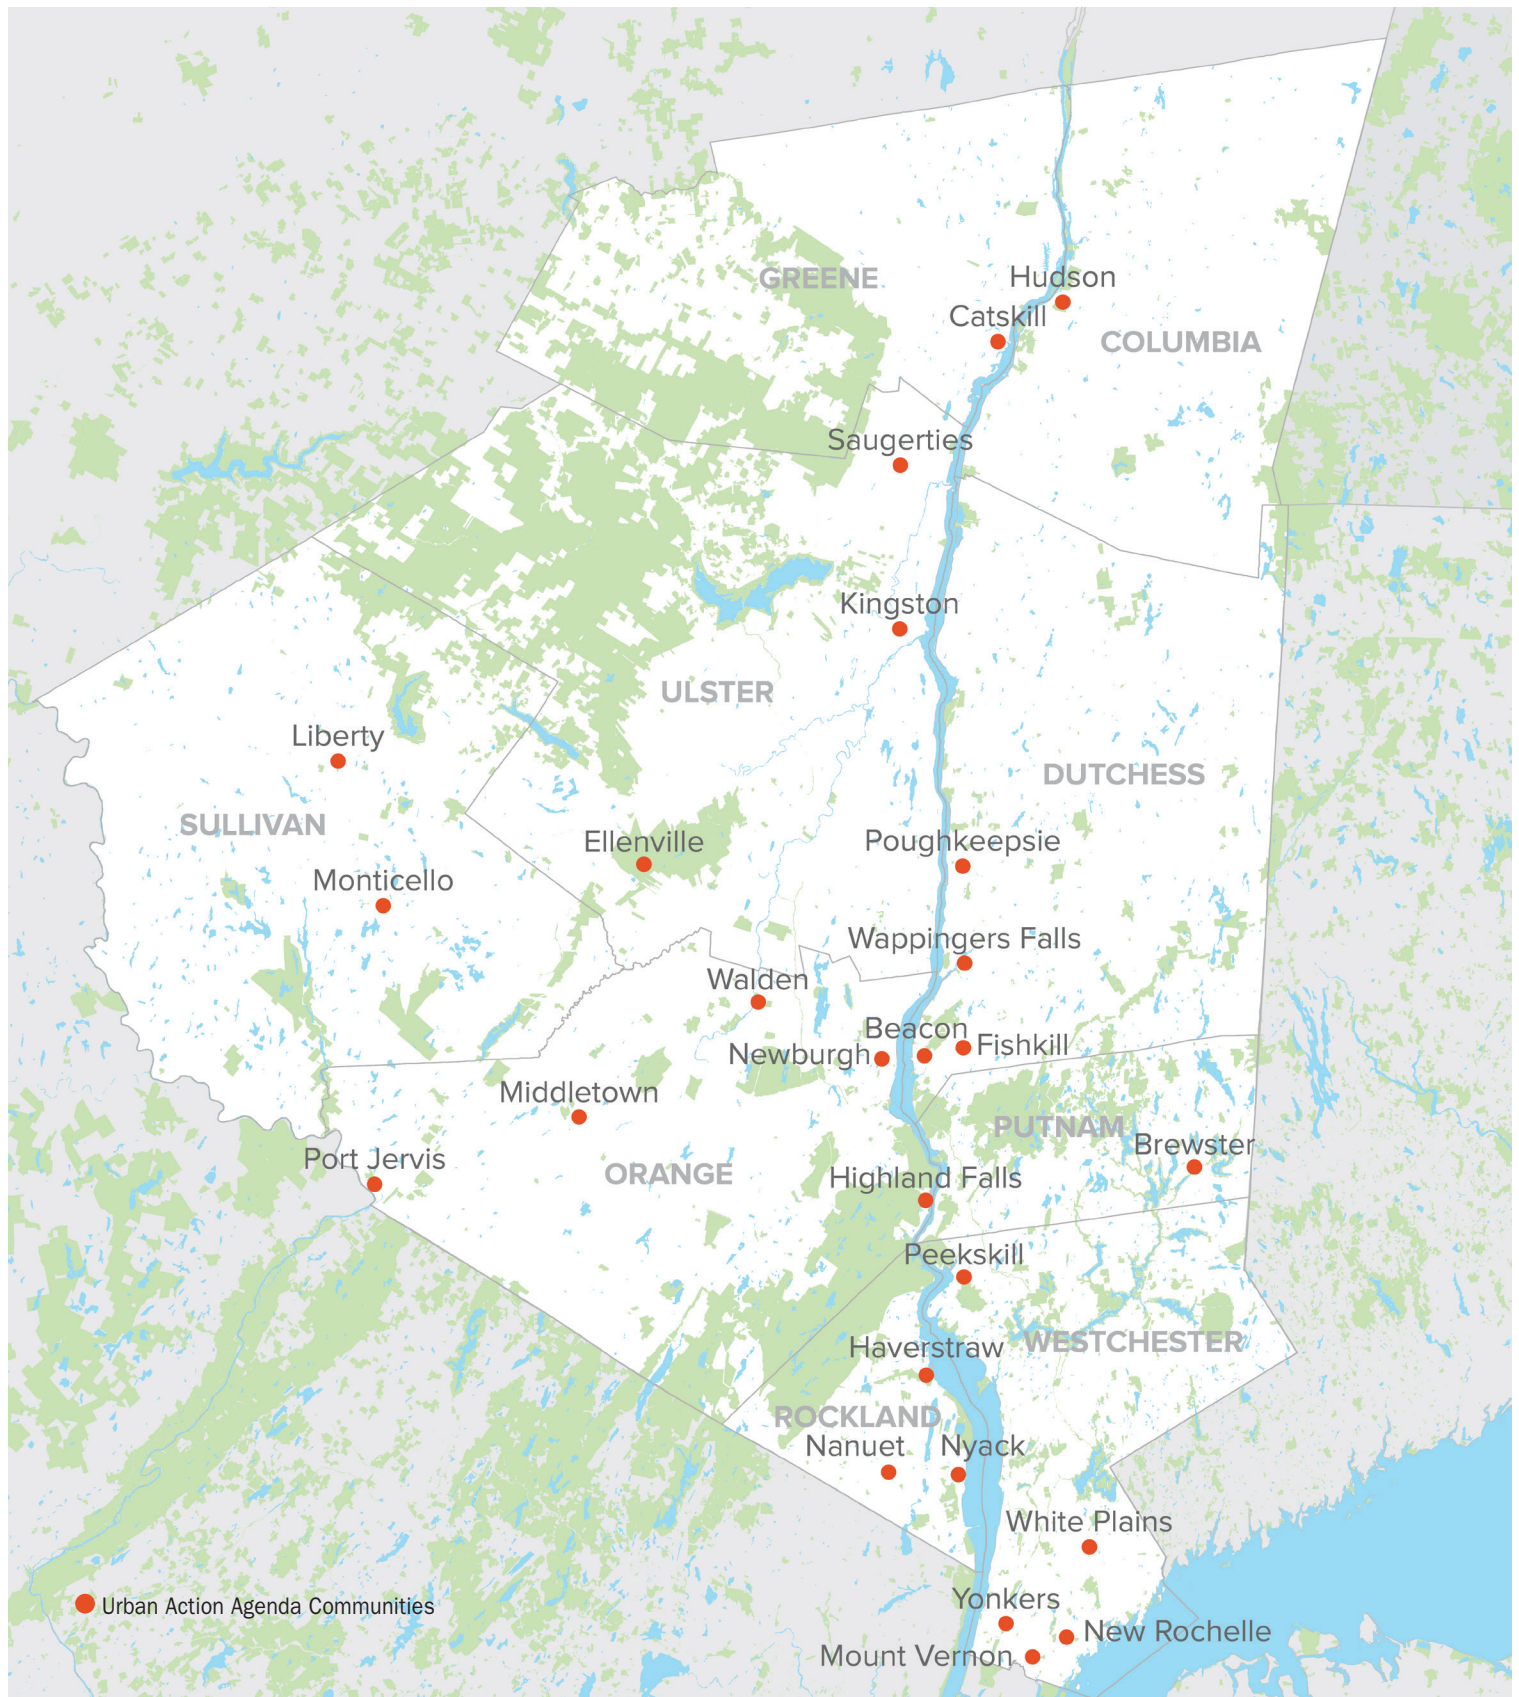 GREENE
Hudson
Catskill
COLUMBIA
Saugerties
Kingston
ULSTER
Liberty
DUTCHESS
SULLIVAN
Ellenville
Poughkeepsie
Monticello
Wappingers Falls
Walden
Beacon
Fishkill
Newburgh
Middletown
PUTNAM
Brewster
Port Jervis
ORANGE
Highland Falls
Peekskill
WESTCHESTER
Haverstraw
ROCKLAND
Nanuet
Nyack
White Plains
Yonkers
Urban Action Agenda Communities
New Rochelle
Mount Vernon